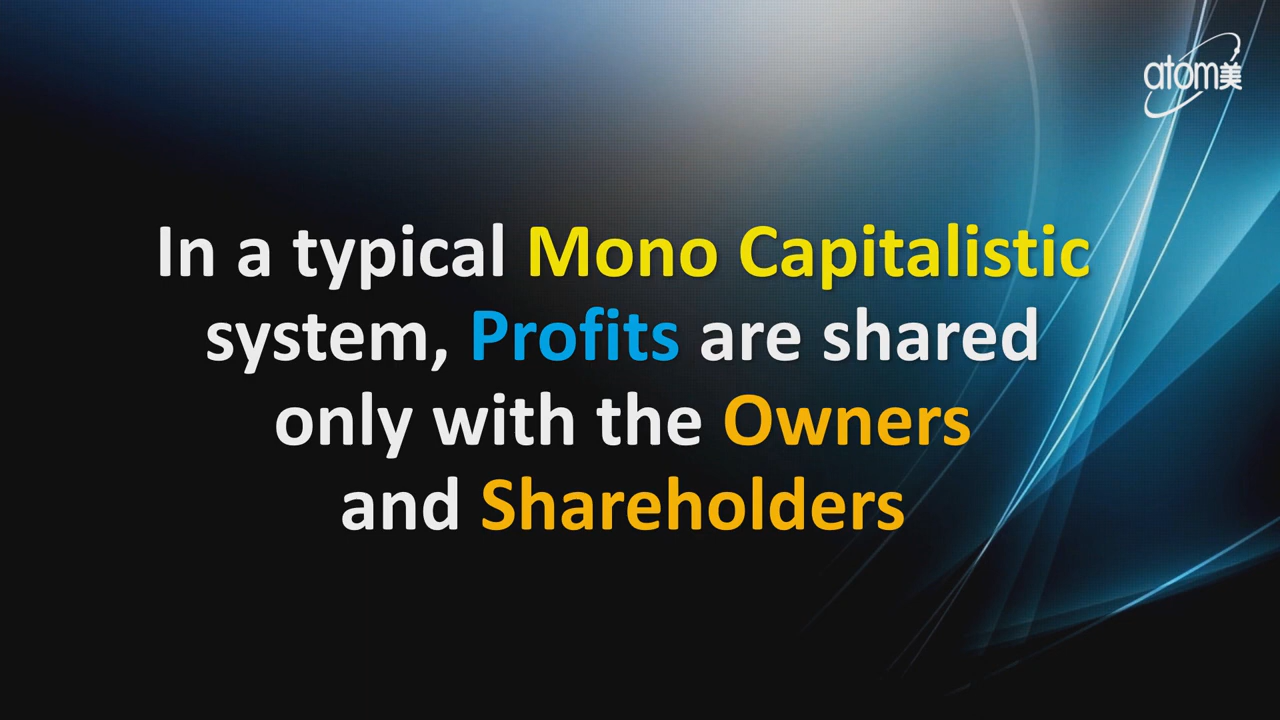 atom美
In a typical Mono Capitalistic
system, Profits are shared
only with the Owners
and Shareholders